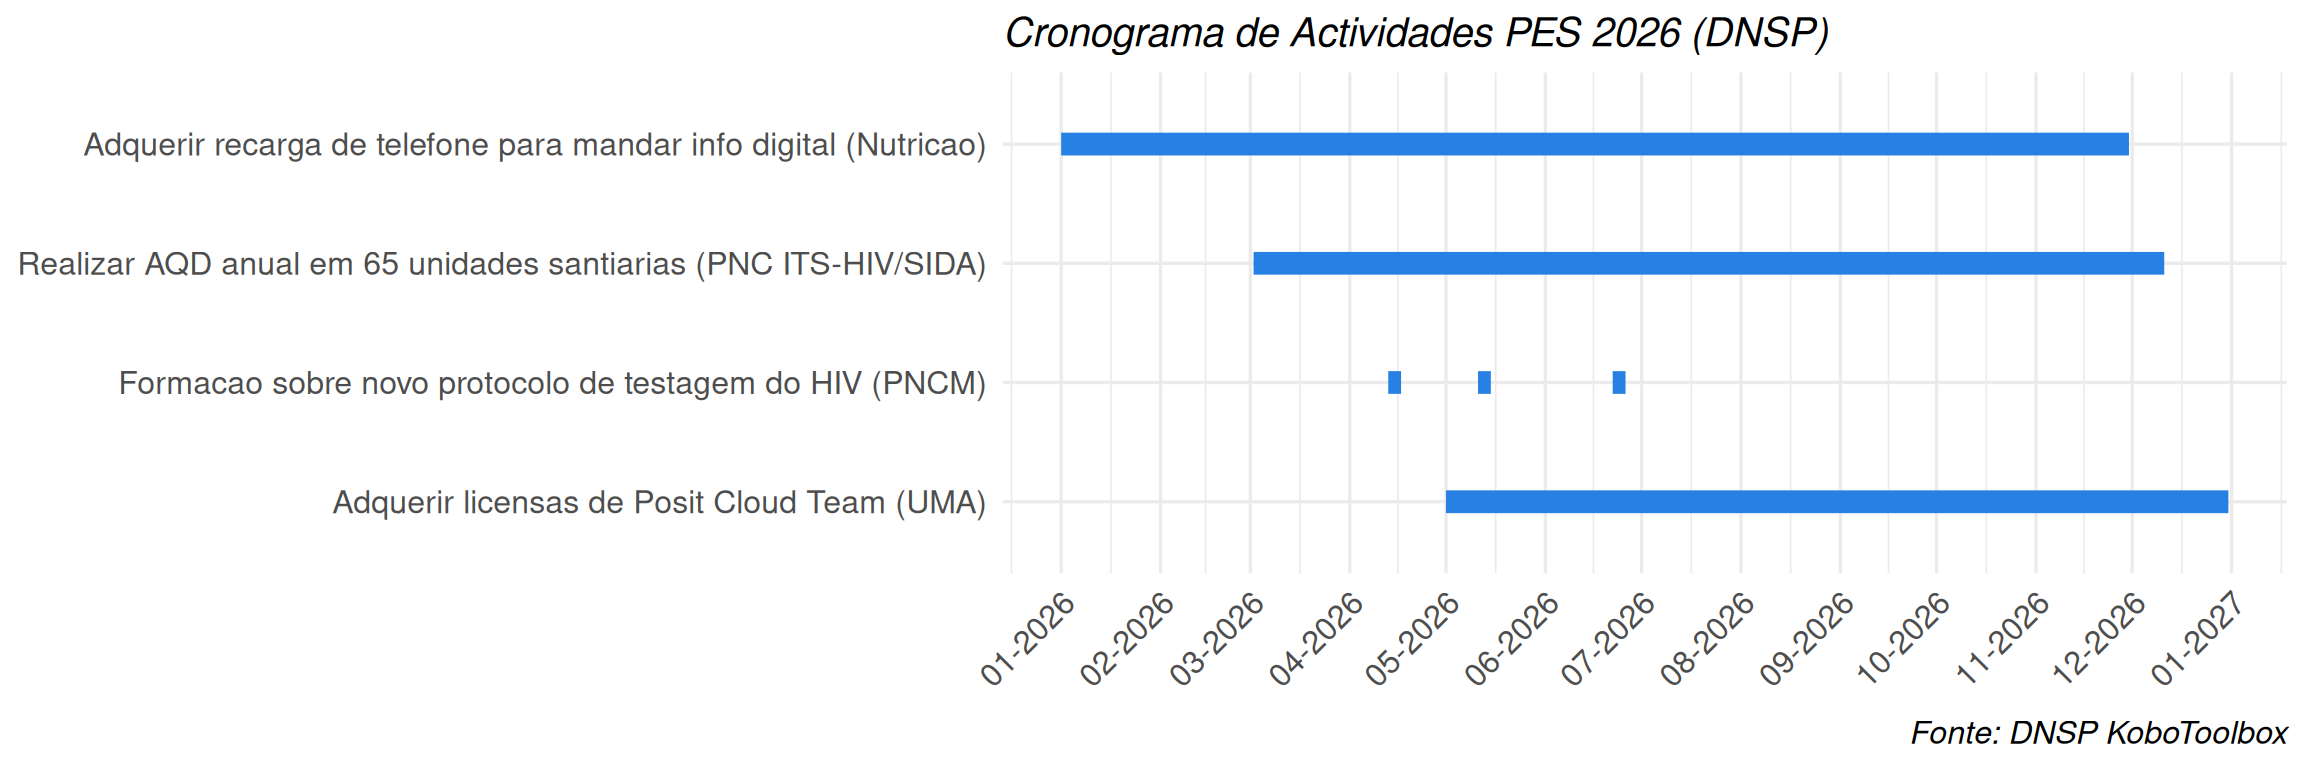 Cronograma de Actividades PES 2026 (DNSP)
Adquerir recarga de telefone para mandar info digital (Nutricao)
Realizar AQD anual em 65 unidades santiarias (PNC ITS-HIV/SIDA)
Formacao sobre novo protocolo de testagem do HIV (PNCM)
Adquerir licensas de Posit Cloud Team (UMA)
01-2026
02-2026
03-2026
04-2026
05-2026
06-2026
07-2026
08-2026
09-2026
10-2026
11-2026
12-2026
01-2027
Fonte: DNSP KoboToolbox